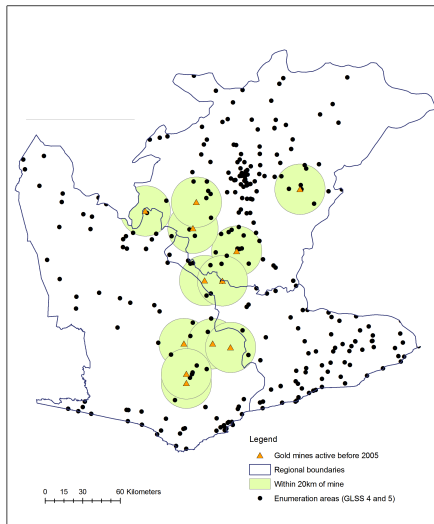 Legend
Gold mines active before 2005
Regional boundaries
Within 20km of mine
Enumeration areas (GLSS 4 and 5)
0 15 30 60 Kilometers